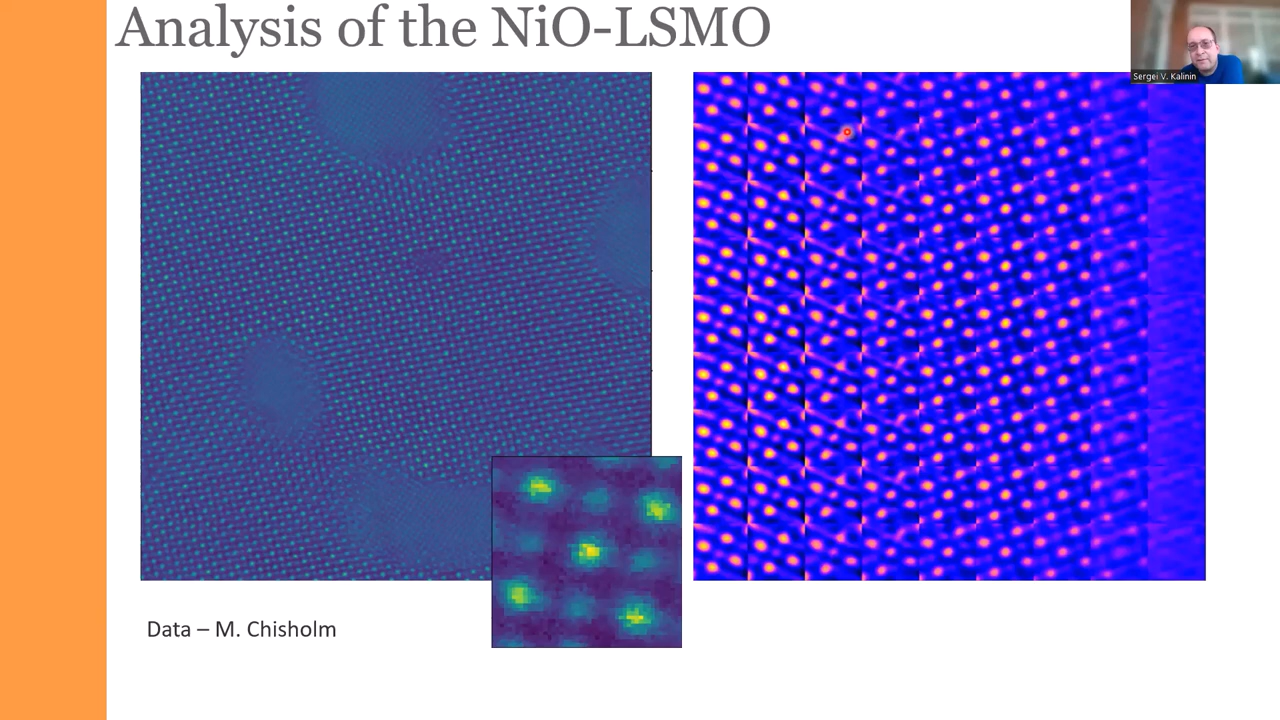 Analysis of the NiO-LSMO
Sergei V. Kalinin
Data – M. Chisholm